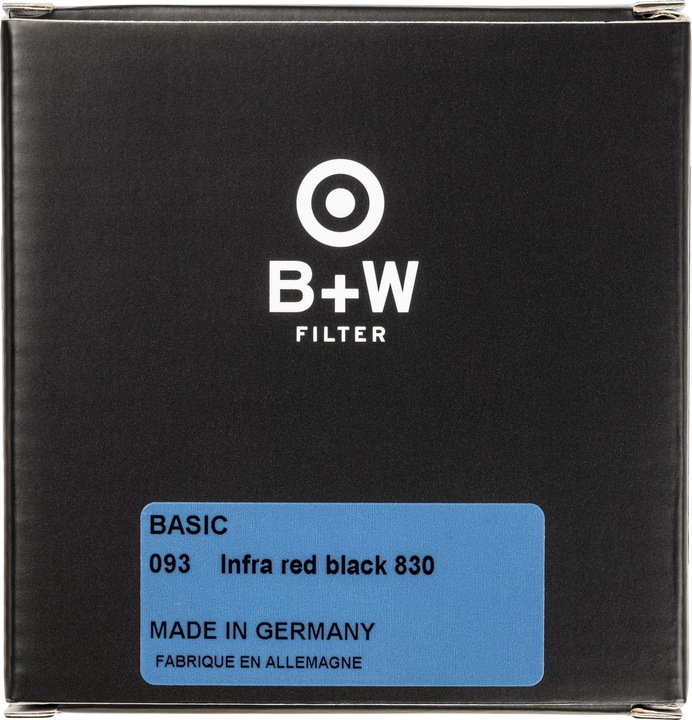 B+W
FILTER
BASIC
093 Infra red black 830
MADE IN GERMANY
FABRIQUE EN ALLEMAGNE